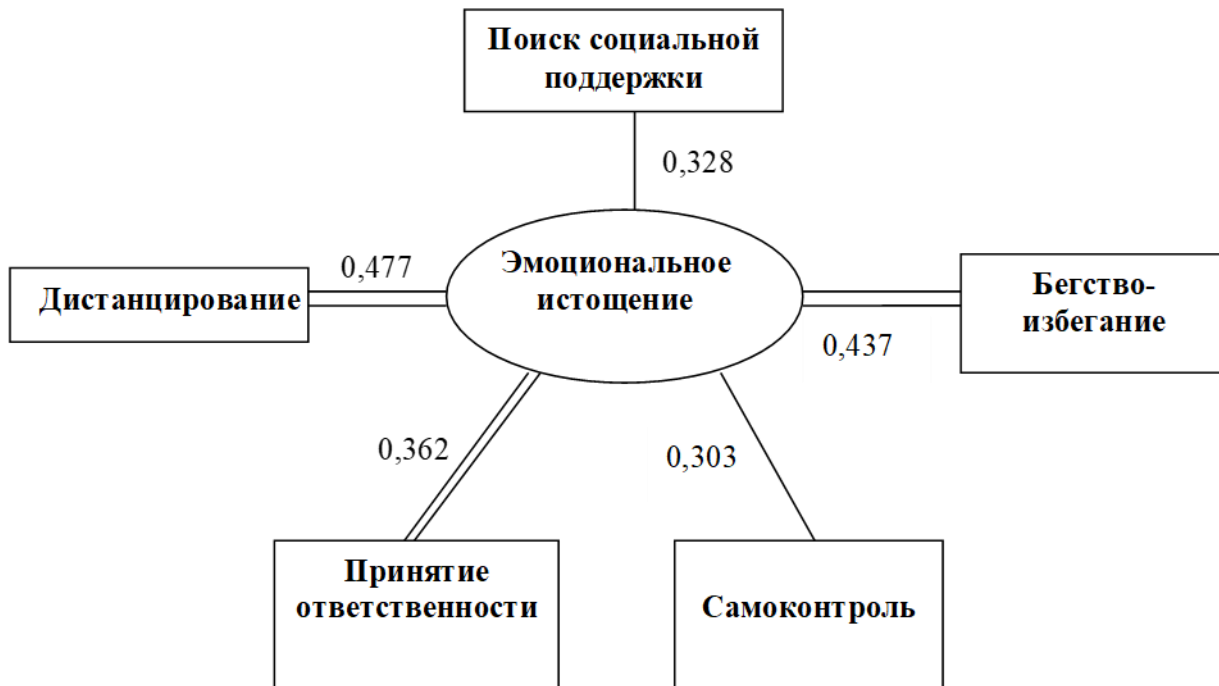 Поиск социальной
поддержки
0,328
Эмоциональное
истощение
0,477
Дистанцирование
Бегство-
избегание
0,437
0,362
0,303
Принятие
ответственности
Самоконтроль